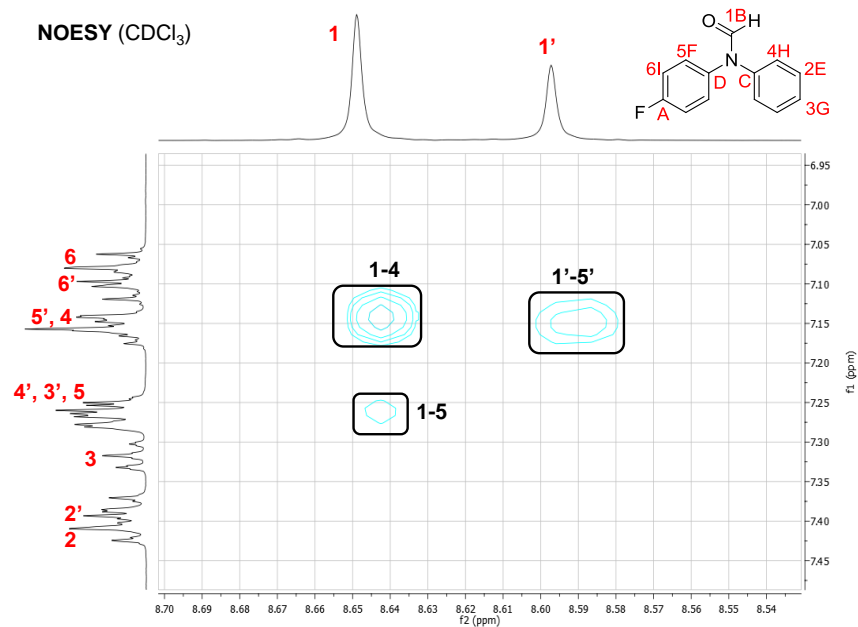 NOESY (CDCl3)
1
1'
1B
O
H
5F
4H
6I
N
2E
D
C
F
A
3G
6
6'
5', 4
4', 3', 5
3
2'
2
1-4
1'-5'
1-5
6.95
7.00
7.05
7.10
7.15
7.20
7.25
7.30
7.35
7.40
7.45
f1 (ppm)
8.70 8.69 8.68 8.67 8.66 8.65 8.64 8.63 8.62 8.61 8.60 8.59 8.58 8.57 8.56 8.55 8.54
f2 (ppm)